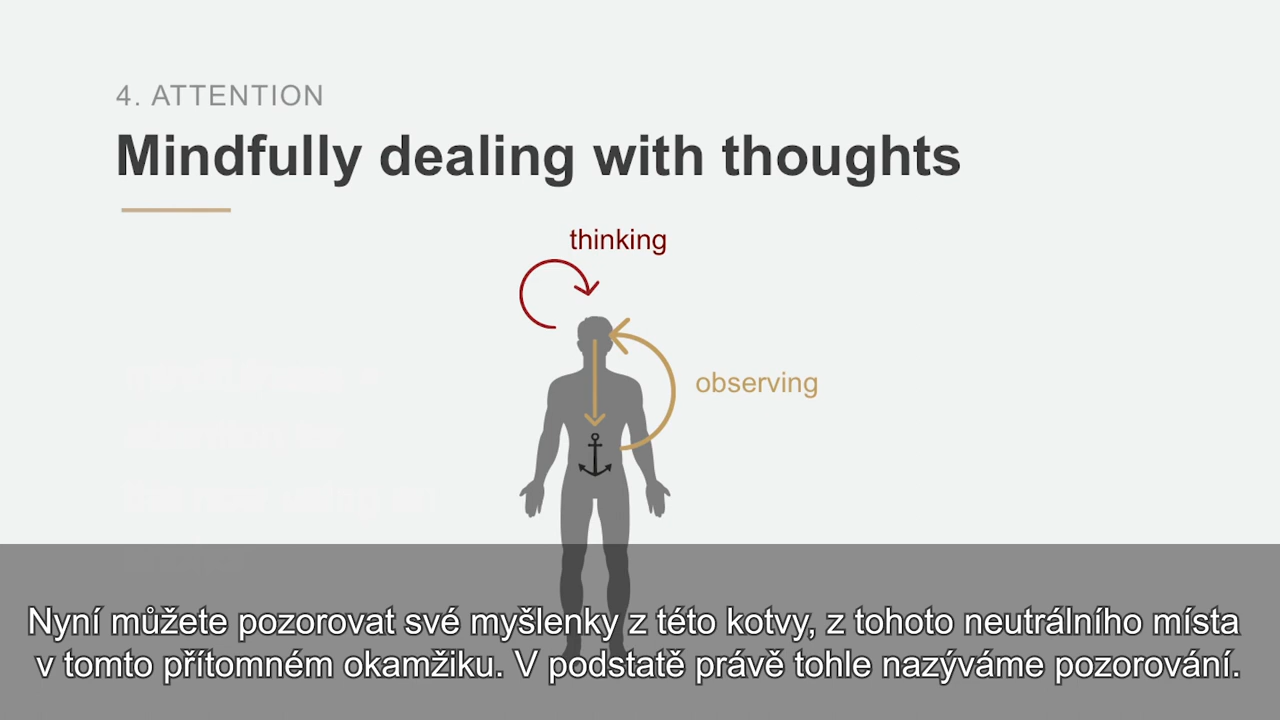 4. ATTENTION
Mindfully dealing with thoughts
thinking
observing
Nyní můžete pozorovat své myšlenky z této kotvy, z tohoto neutrálního místa
v tomto přítomném okamžiku. V podstatě právě tohle nazýváme pozorování.